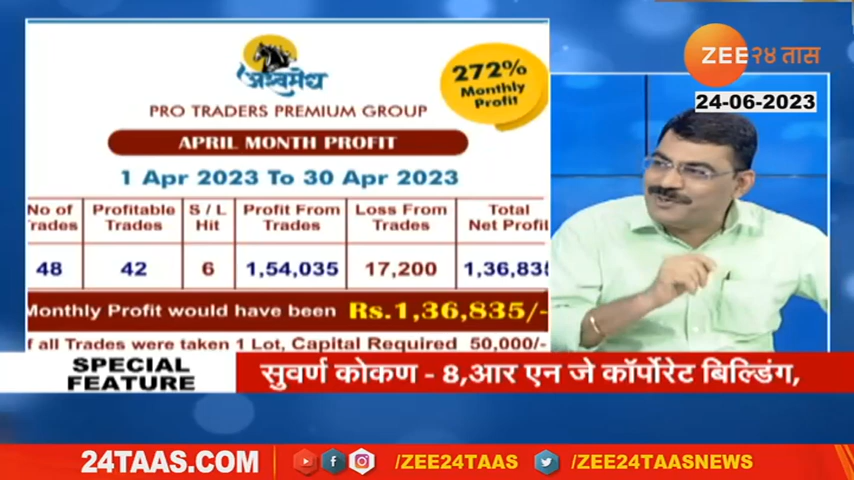 अश्वमेध
272%
Monthly
Profit
PRO TRADERS PREMIUM GROUP
APRIL MONTH PROFIT
1 Apr 2023 To 30 Apr 2023
No of Trades
Profitable Trades
S / L Hit
Profit From Trades
Loss From Trades
Total Net Profit
48
42
6
1,54,035
17,200
1,36,835
Monthly Profit would have been Rs.1,36,835/-
f all Trades were taken 1 Lot, Capital Required 50,000/-
ZEE २४ तास
24-06-2023
SPECIAL
FEATURE
सुवर्ण कोकण - 8,आर एन जे कॉर्पोरेट बिल्डिंग,
24TAAS.COM
/ZEE24TAAS
/ZEE24TAASNEWS